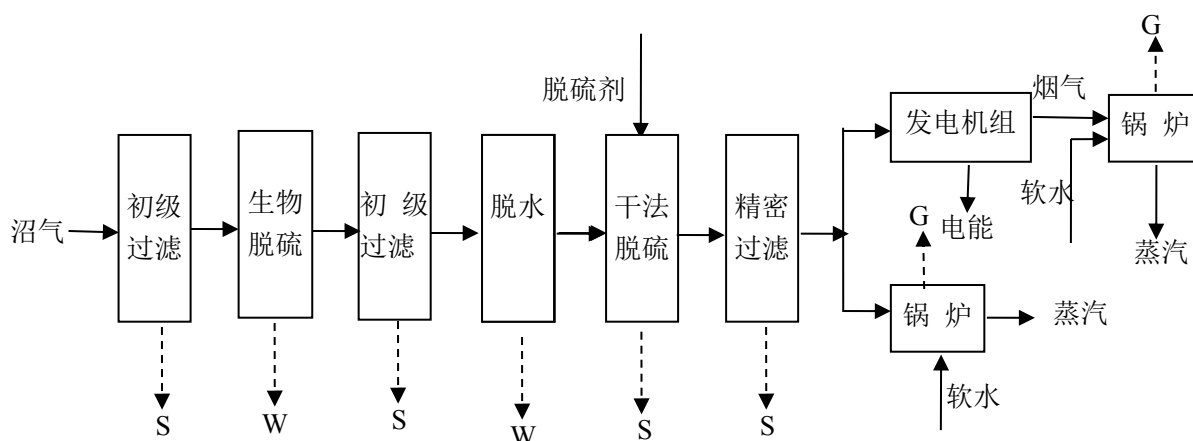 G
脱硫剂
烟气
发电机组
锅 炉
沼气
初级
过滤
生物
脱硫
初 级
过滤
脱水
干法
脱硫
精密
过滤
软水
G
电能
蒸汽
锅 炉
蒸汽
软水
S
W
S
W
S
S